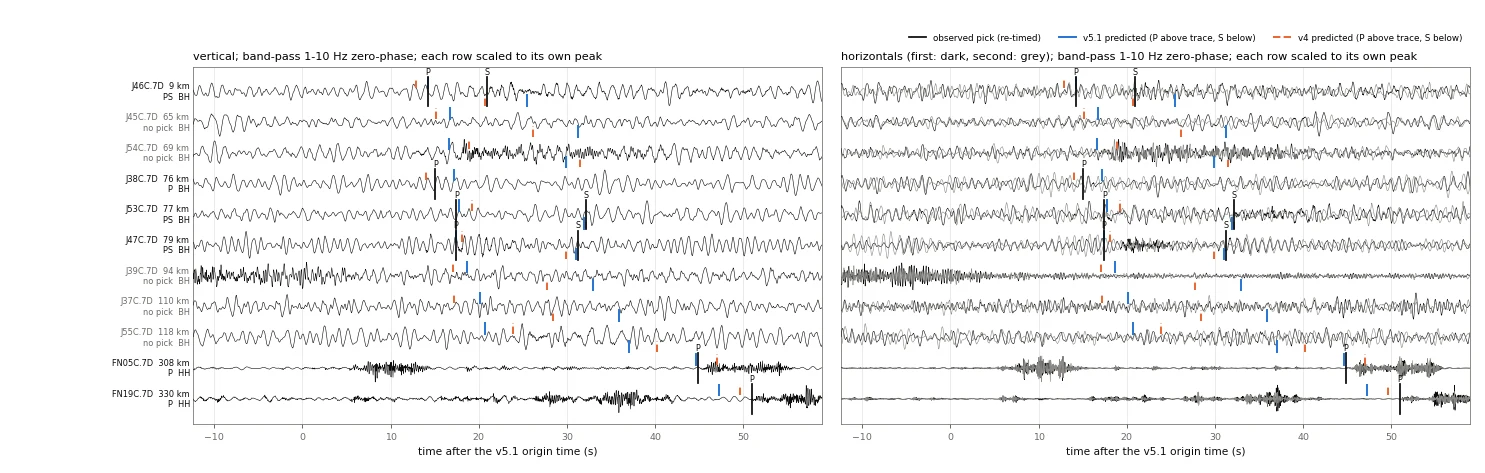 observed pick (re-timed)
v5.1 predicted (P above trace, S below)
v4 predicted (P above trace, S below)
vertical; band-pass 1-10 Hz zero-phase; each row scaled to its own peak
horizontals (first: dark, second: grey); band-pass 1-10 Hz zero-phase; each row scaled to its own peak
J46C.7D 9 km
PS BH
J45C.7D 65 km
no pick BH
J54C.7D 69 km
no pick BH
J38C.7D 76 km
P BH
J53C.7D 77 km
PS BH
J47C.7D 79 km
PS BH
J39C.7D 94 km
no pick BH
J37C.7D 110 km
no pick BH
J55C.7D 118 km
no pick BH
FN05C.7D 308 km
P HH
FN19C.7D 330 km
P HH
P S P S
P P
P S P S
S S
P P
P P
−10 0 10 20 30 40 50
−10 0 10 20 30 40 50
time after the v5.1 origin time (s)
time after the v5.1 origin time (s)